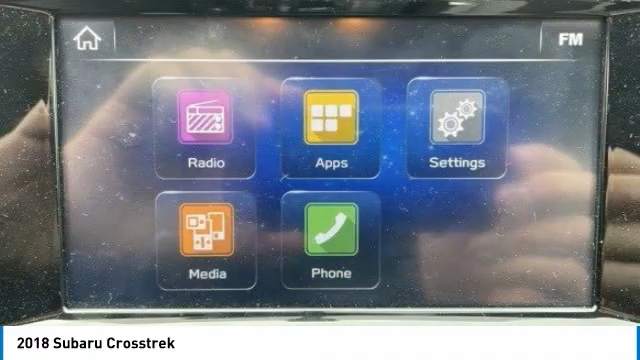 FM
Radio
Apps
Settings
Media
Phone
2018 Subaru Crosstrek